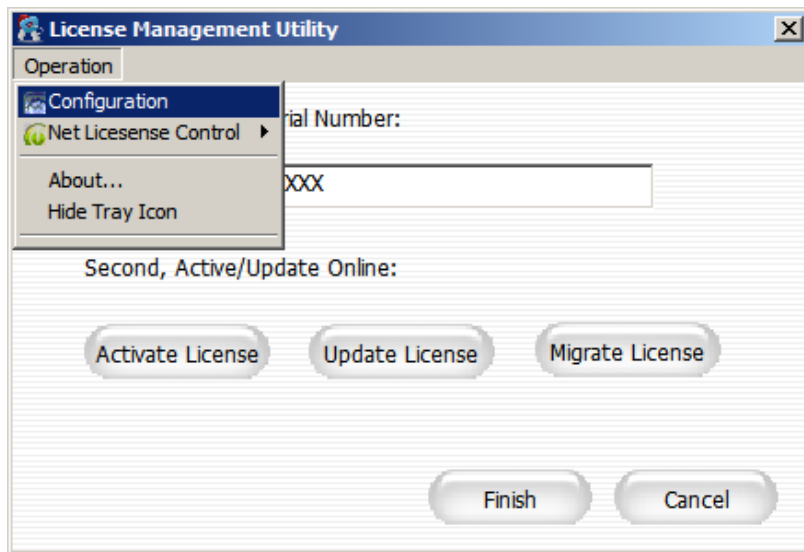 License Management Utility
Operation
Configuration
Net Licesense Control
About...
Hide Tray Icon
rial Number:
XXX
Second, Active/Update Online:
Activate License Update License Migrate License
Finish Cancel